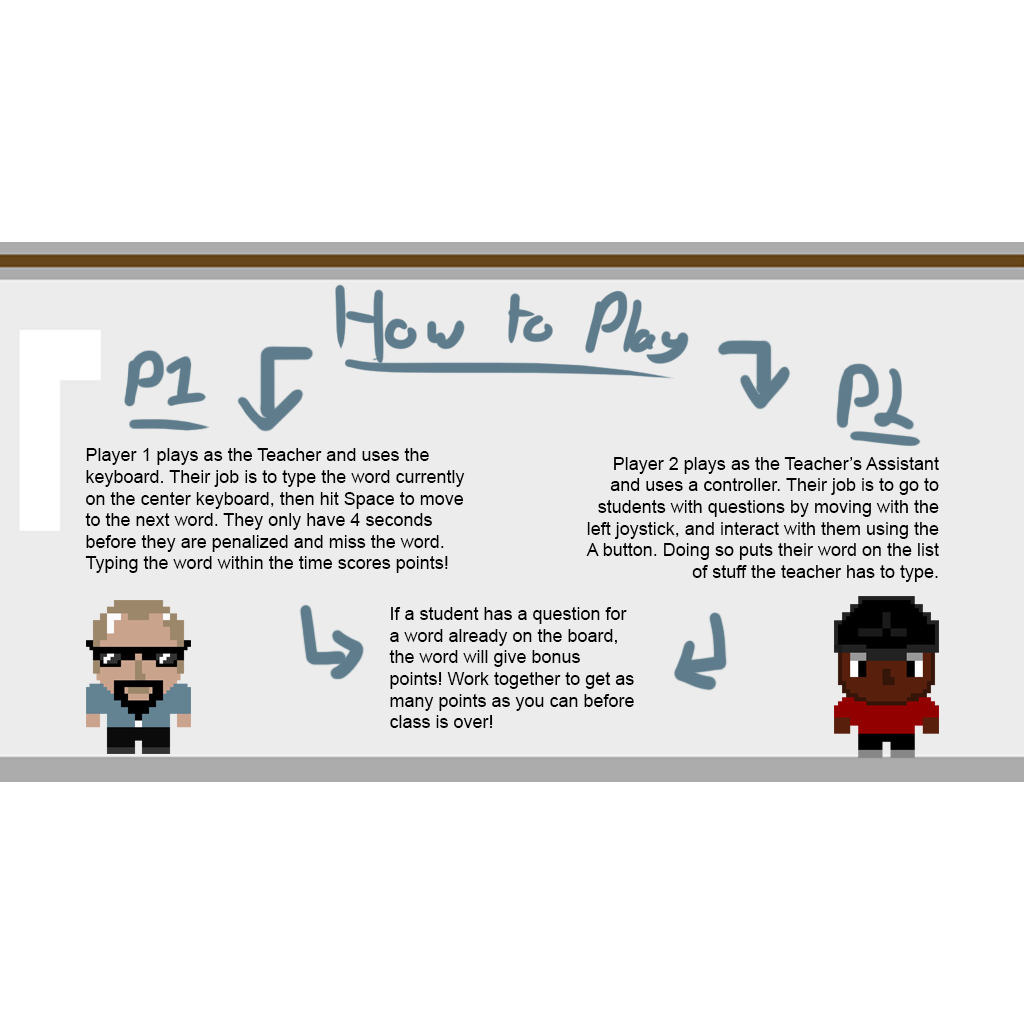 How to Play
P1
Player 1 plays as the Teacher and uses the
keyboard. Their job is to type the word currently
on the center keyboard, then hit Space to move
to the next word. They only have 4 seconds
before they are penalized and miss the word.
Typing the word within the time scores points!
P2
Player 2 plays as the Teacher’s Assistant
and uses a controller. Their job is to go to
students with questions by moving with the
left joystick, and interact with them using the
A button. Doing so puts their word on the list
of stuff the teacher has to type.
If a student has a question for
a word already on the board,
the word will give bonus
points! Work together to get as
many points as you can before
class is over!